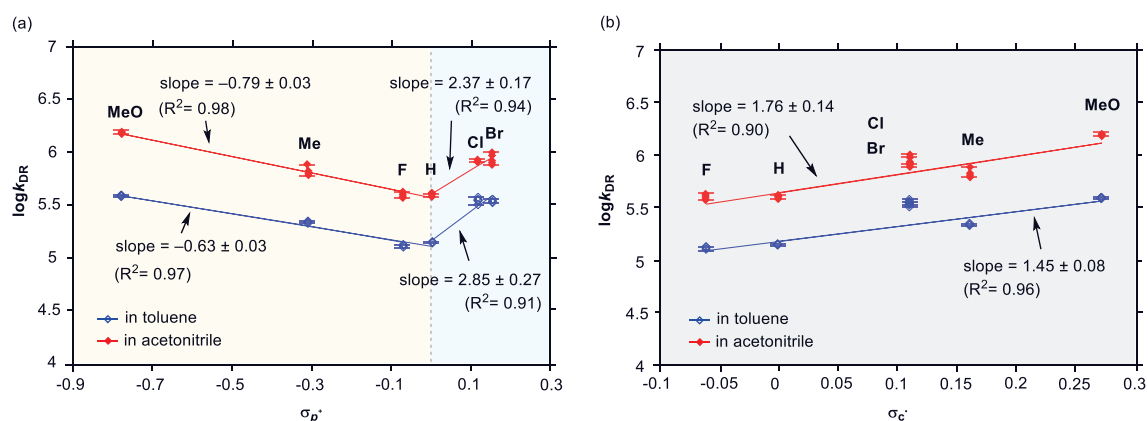 (a)
7
6.5
6
5.5
5
4.5
4
logkDR
MeO
slope = –0.79 ± 0.03
(R²= 0.98)
Me
F
H
slope = 2.37 ± 0.17
(R²= 0.94)
Cl
Br
slope = –0.63 ± 0.03
(R²= 0.97)
slope = 2.85 ± 0.27
(R²= 0.91)
in toluene
in acetonitrile
-0.9
-0.7
-0.5
-0.3
-0.1
0.1
0.3
σp+
(b)
7
6.5
6
5.5
5
4.5
4
logkDR
slope = 1.76 ± 0.14
(R²= 0.90)
F
H
Cl
Br
Me
MeO
slope = 1.45 ± 0.08
(R²= 0.96)
in toluene
in acetonitrile
-0.1
0
0.1
0.2
0.15
0.2
0.25
0.3
σc·